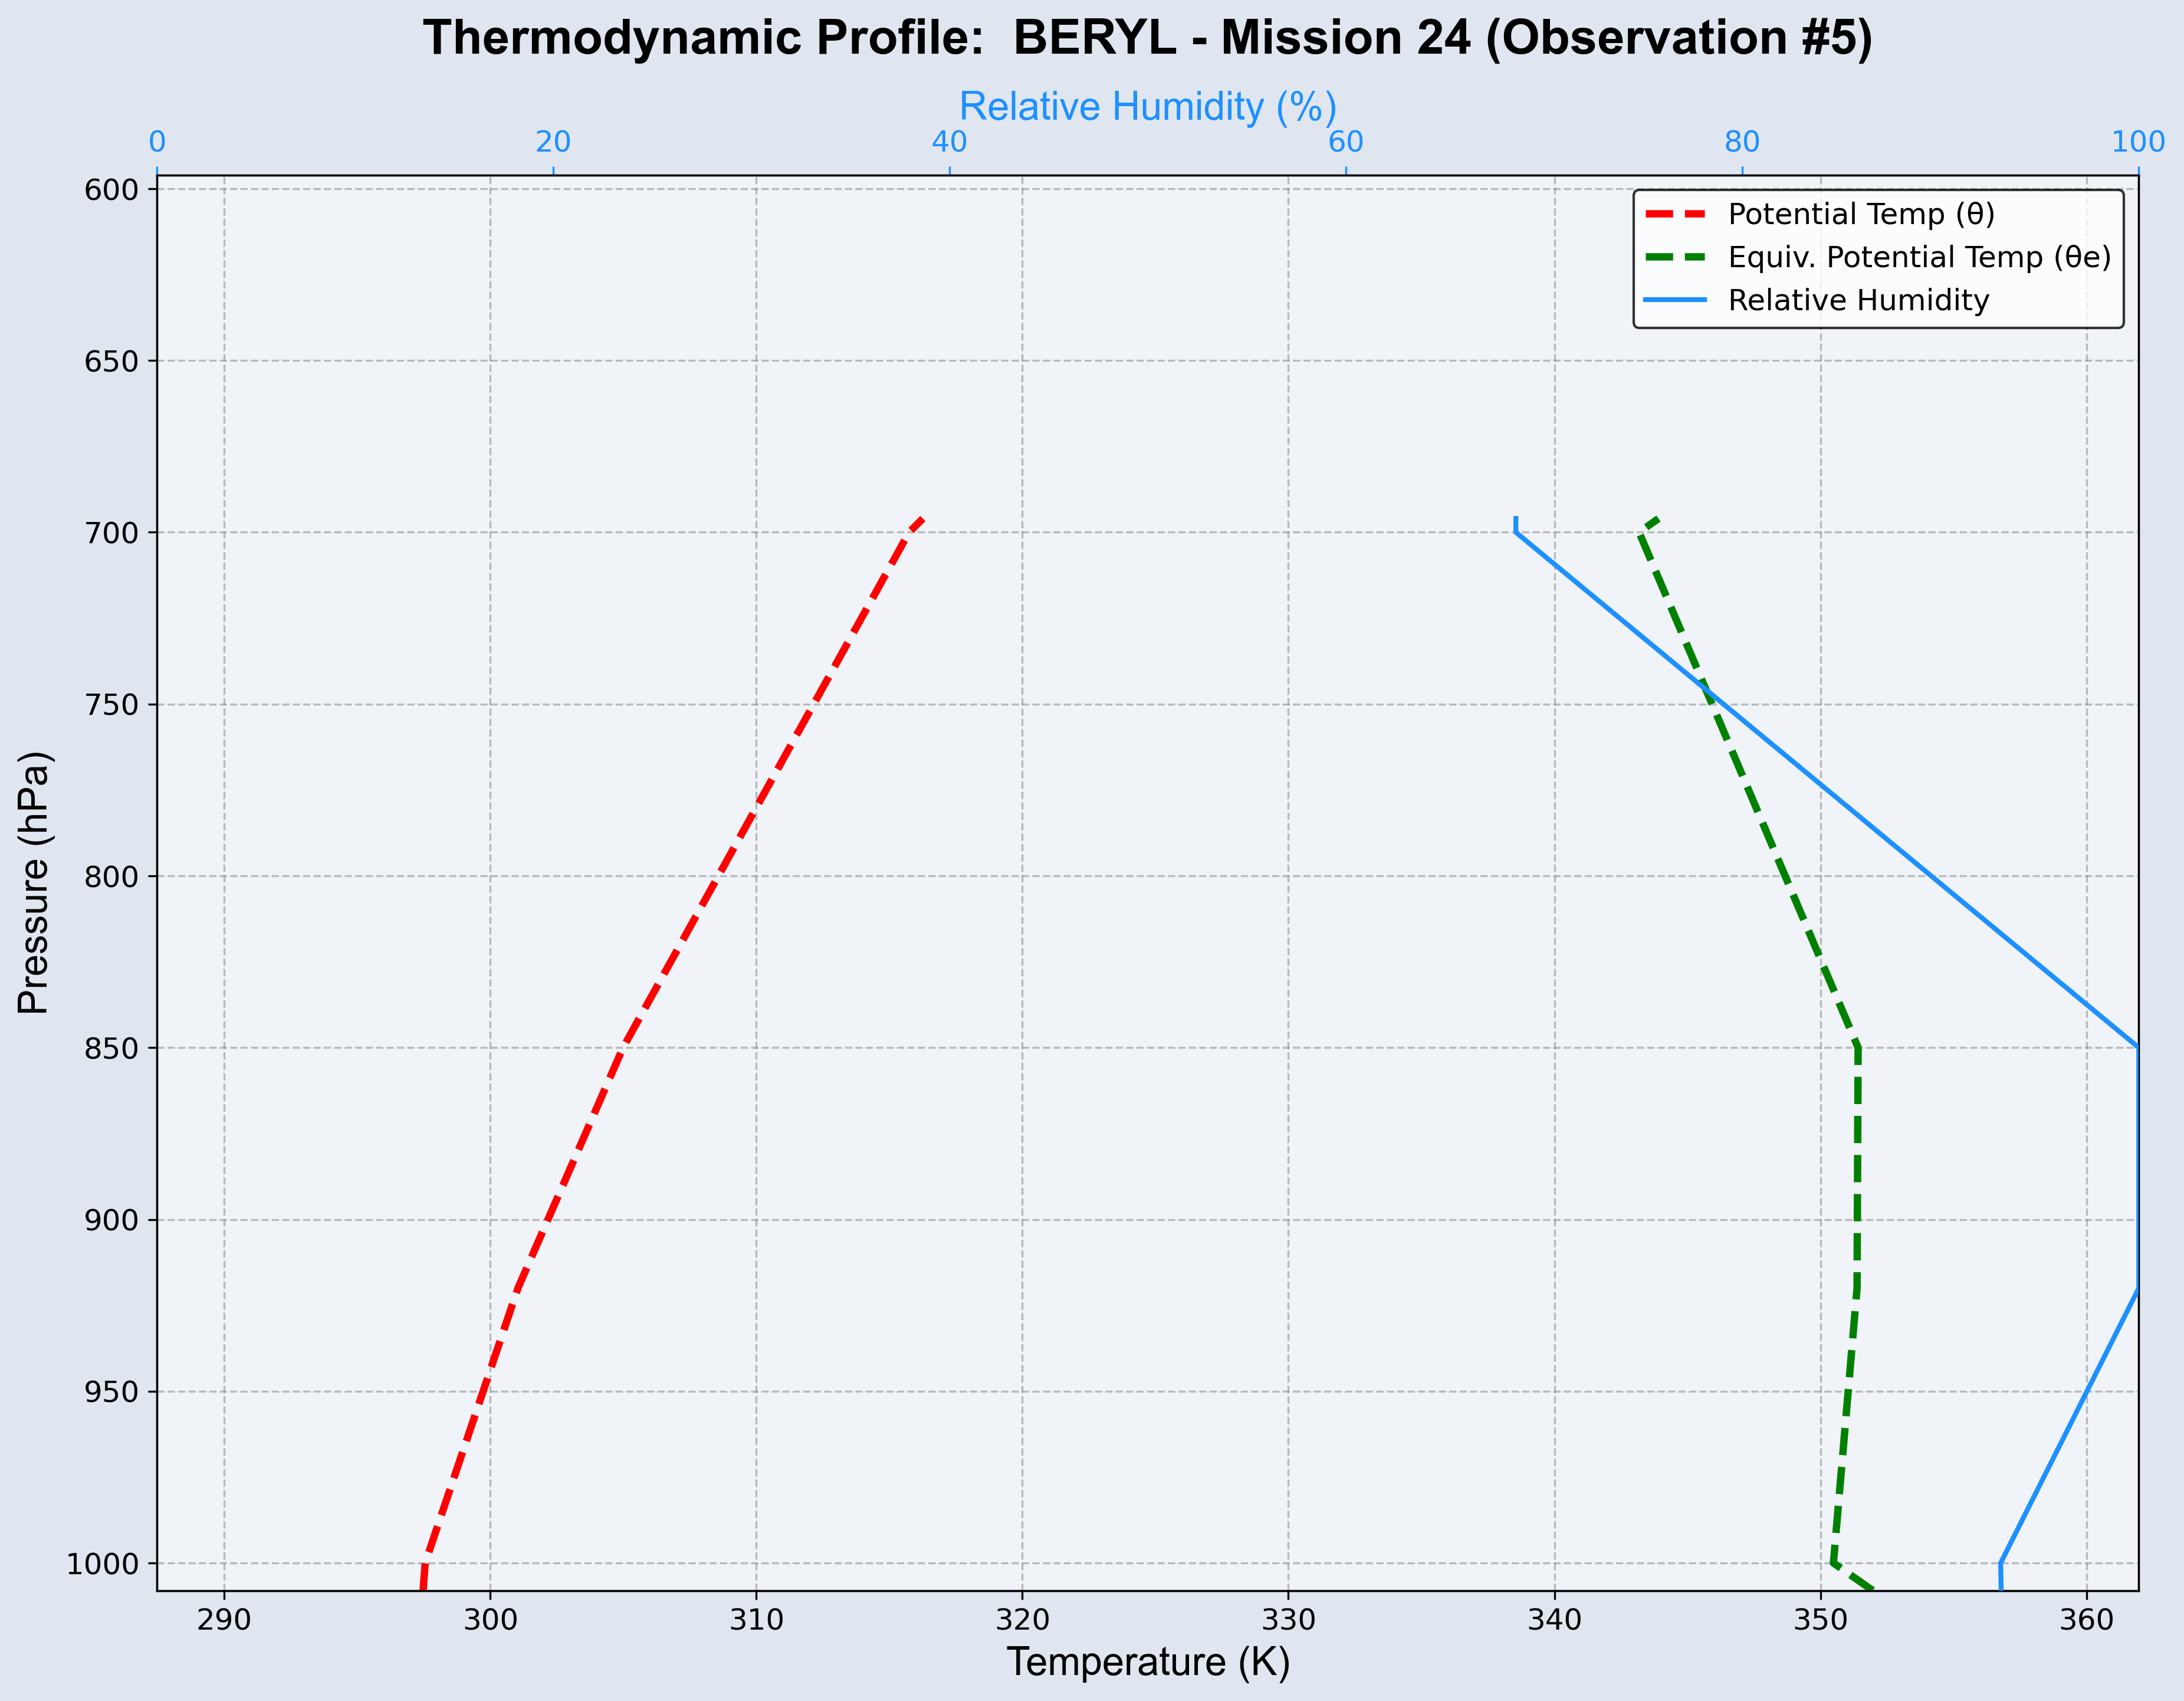 Thermodynamic Profile:  BERYL - Mission 24 (Observation #5)
Relative Humidity (%)
0 20 40 60 80 100
Potential Temp (θ)
Equiv. Potential Temp (θe)
Relative Humidity
Pressure (hPa)
600
650
700
750
800
850
900
950
1000
290 300 310 320 330 340 350 360
Temperature (K)